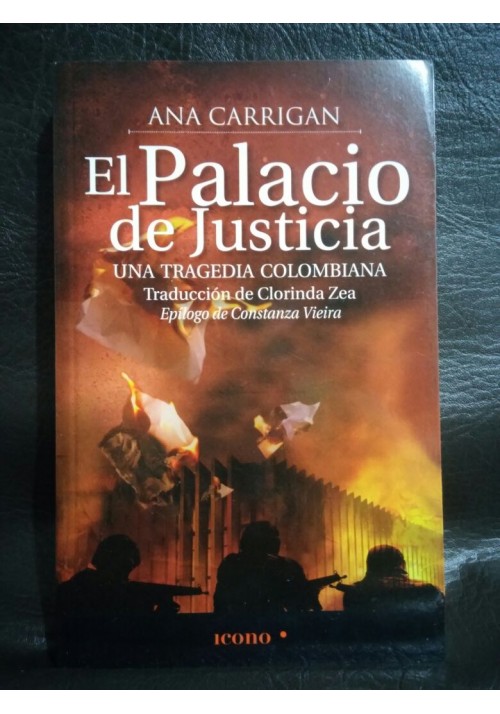 ANA CARRIGAN
El Palacio
de Justicia
UNA TRAGEDIA COLOMBIANA
Traducción de Clorinda Zea
Epílogo de Constanza Vieira
icono